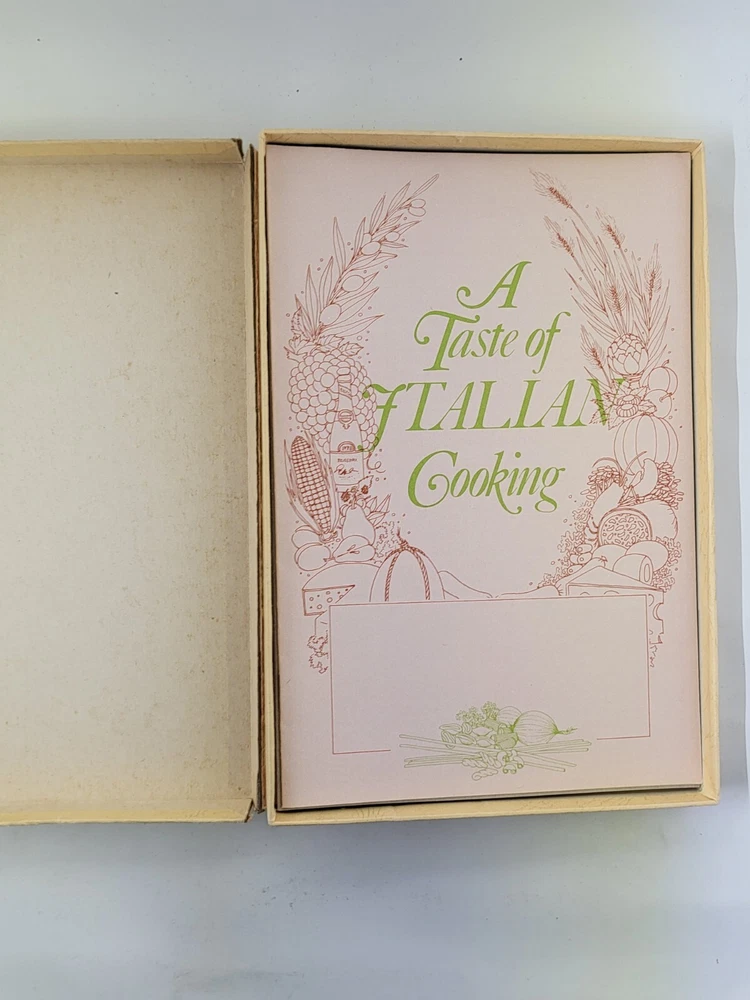 A
Taste of
ITALIAN
Cooking